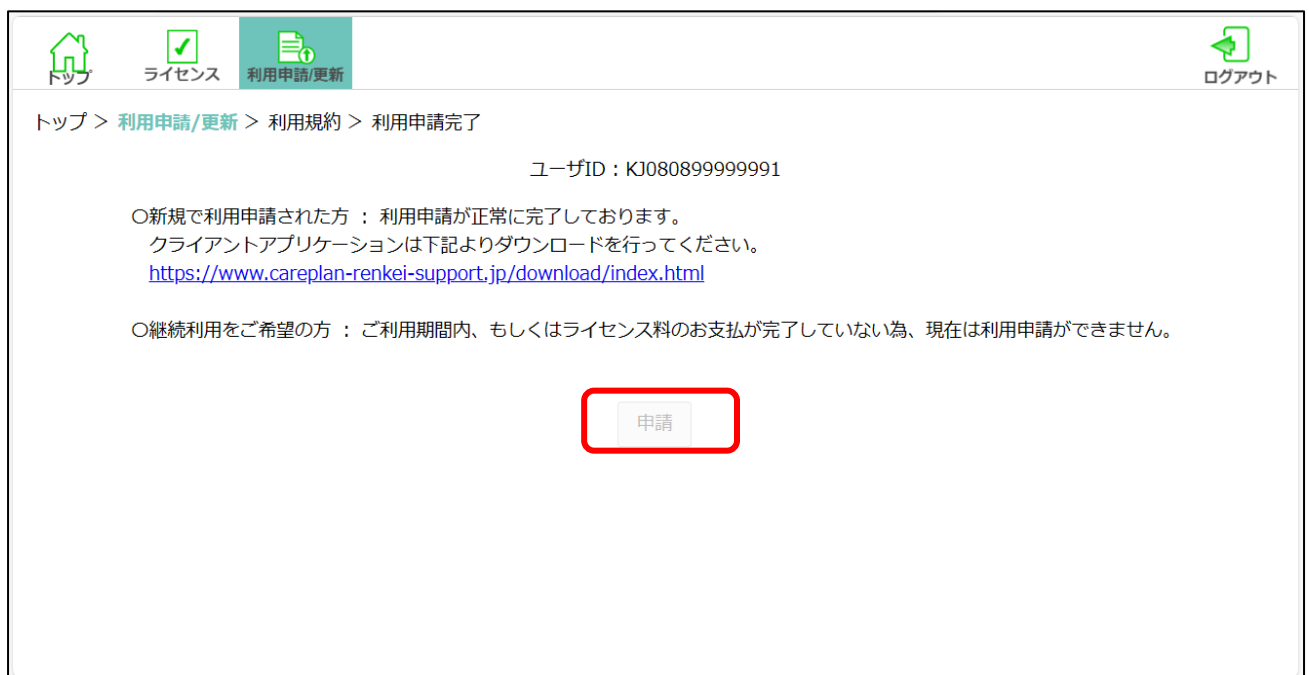 トップ
ライセンス
利用申請/更新
ログアウト
トップ > 利用申請/更新 > 利用規約 > 利用申請完了
ユーザID：KJ080899999991
○新規で利用申請された方 ： 利用申請が正常に完了しております。
クライアントアプリケーションは下記よりダウンロードを行ってください。
https://www.careplan-renkei-support.jp/download/index.html
○継続利用をご希望の方 ： ご利用期間内、もしくはライセンス料のお支払が完了していない為、現在は利用申請ができません。
申請